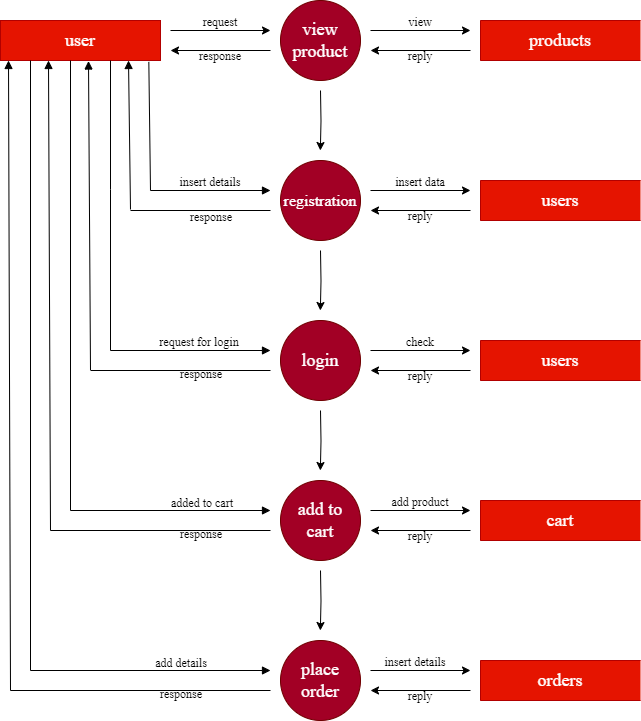 request
view
user
view
product
products
response
reply
insert details
insert data
registration
users
response
reply
request for login
check
login
users
response
reply
added to cart
add product
add to
cart
cart
response
reply
add details
insert details
place
order
orders
response
reply